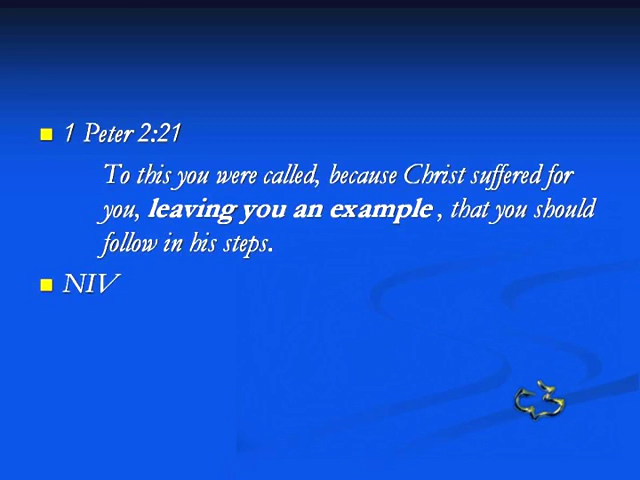 1 Peter 2:21
To this you were called, because Christ suffered for
you, leaving you an example , that you should
follow in his steps.
NIV